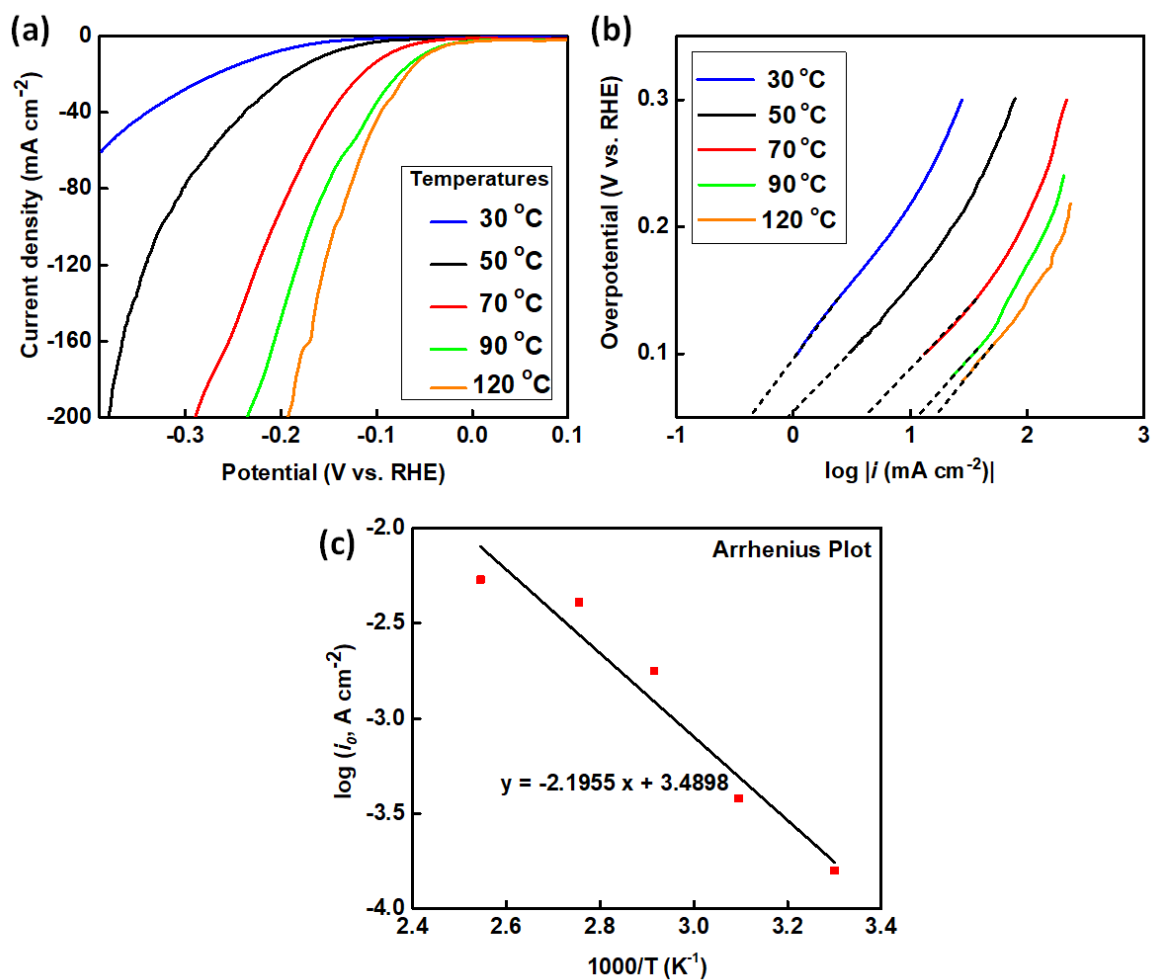 (a)
0
-40
-80
-120
-160
-200
Current density (mA cm⁻²)
-0.3
-0.2
-0.1
0.0
0.1
Potential (V vs. RHE)
Temperatures
30 °C
50 °C
70 °C
90 °C
120 °C
(b)
0.3
0.2
0.1
Overpotential (V vs. RHE)
30 °C
50 °C
70 °C
90 °C
120 °C
-1
0
1
2
3
log |i (mA cm⁻²)|
(c)
-2.0
-2.5
-3.0
-3.5
-4.0
log (i₀, A cm⁻²)
Arrhenius Plot
y = -2.1955 x + 3.4898
2.4
2.6
2.8
3.0
3.2
3.4
1000/T (K⁻¹)